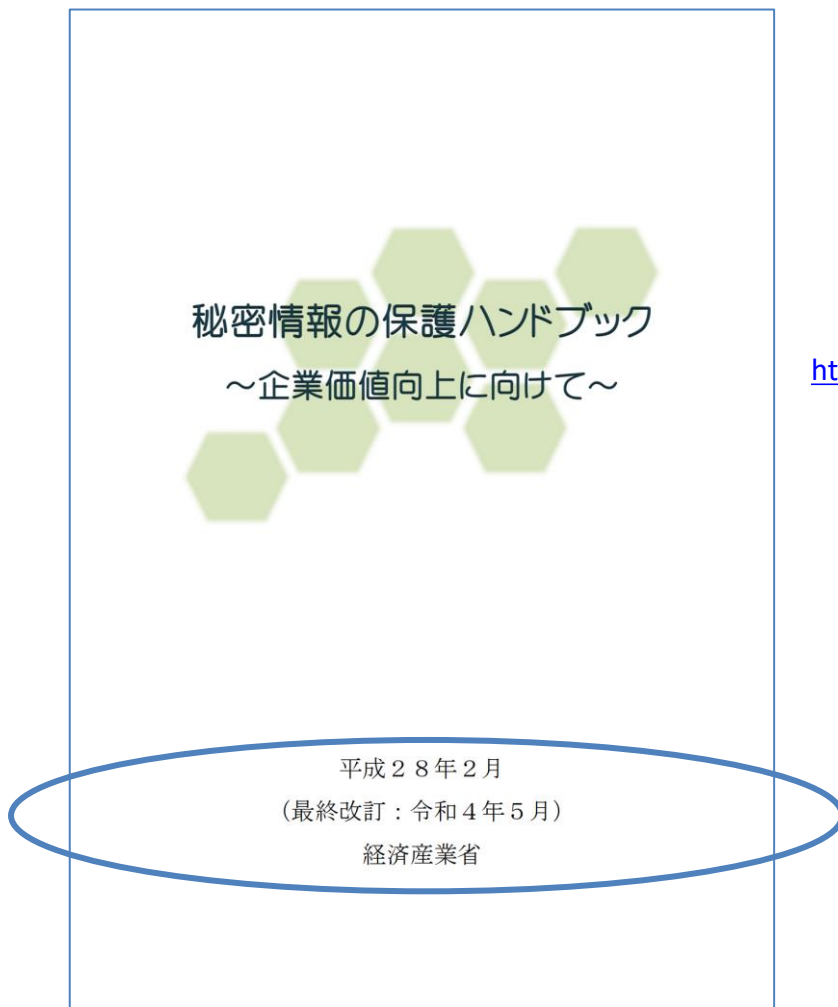 秘密情報の保護ハンドブック
～企業価値向上に向けて～
ht
平成２８年２月
（最終改訂：令和４年５月）
経済産業省